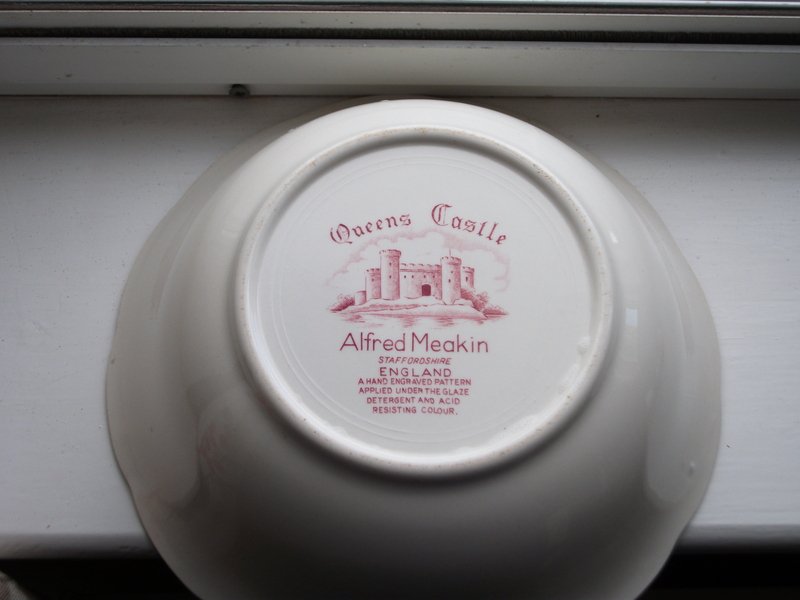 Queens Castle
Alfred Meakin
STAFFORDSHIRE
ENGLAND
A HAND ENGRAVED PATTERN
APPLIED UNDER THE GLAZE
DETERGENT AND ACID
RESISTING COLOUR.